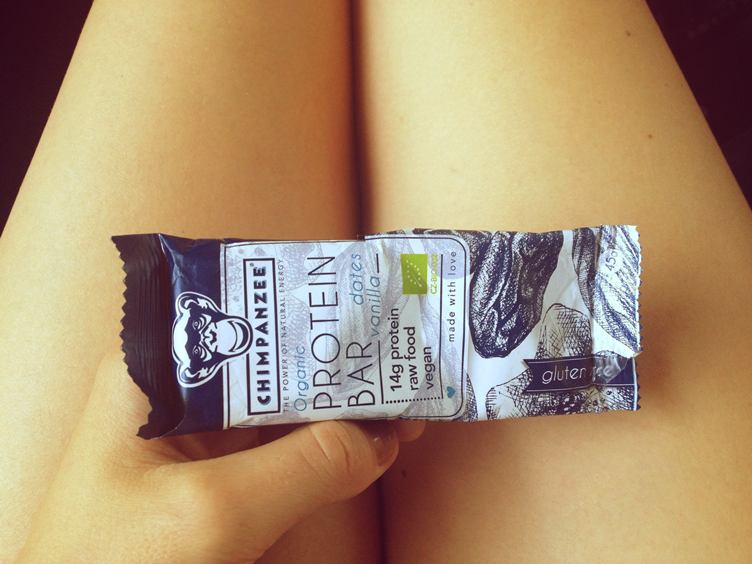 CHIMPANZEE®
THE POWER OF NATURAL ENERGY
Organic
PROTEIN
BAR
dates
vanilla
14g protein
raw food
vegan
made with love
gluten free